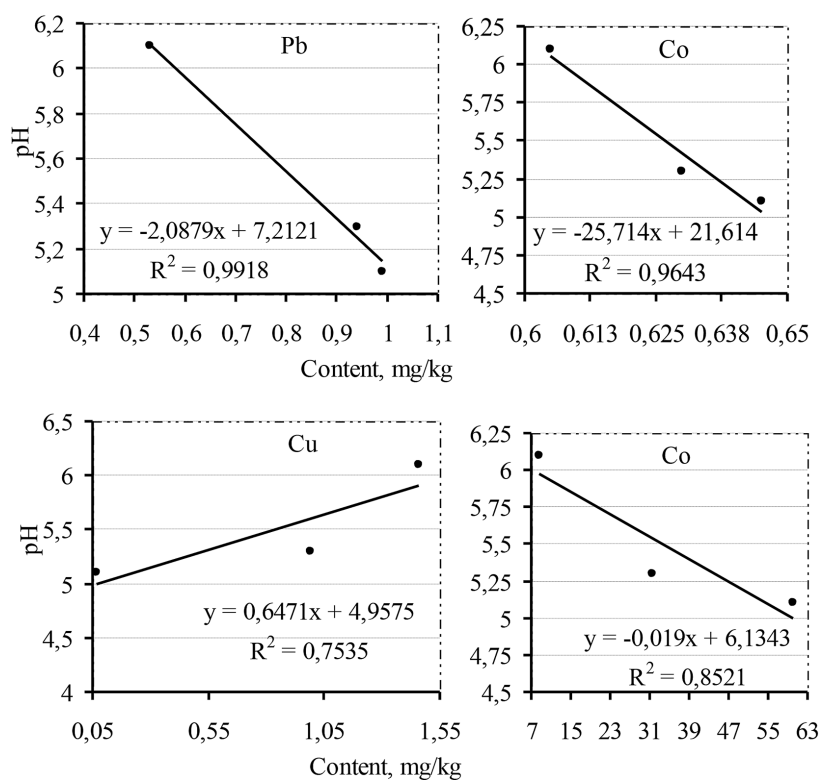 Pb
6,2
6
5,8
5,6
5,4
5,2
5
pH
y = -2,0879x + 7,2121
R² = 0,9918
0,4 0,5 0,6 0,7 0,8 0,9 1 1,1
Co
6,25
6
5,75
5,5
5,25
5
4,75
4,5
y = -25,714x + 21,614
R² = 0,9643
0,6 0,613 0,625 0,638 0,65
Content, mg/kg
Cu
6,5
6
5,5
5
4,5
4
pH
y = 0,6471x + 4,9575
R² = 0,7535
0,05 0,55 1,05 1,55
Co
6,25
6
5,75
5,5
5,25
5
4,75
4,5
y = -0,019x + 6,1343
R² = 0,8521
7 15 23 31 39 47 55 63
Content, mg/kg